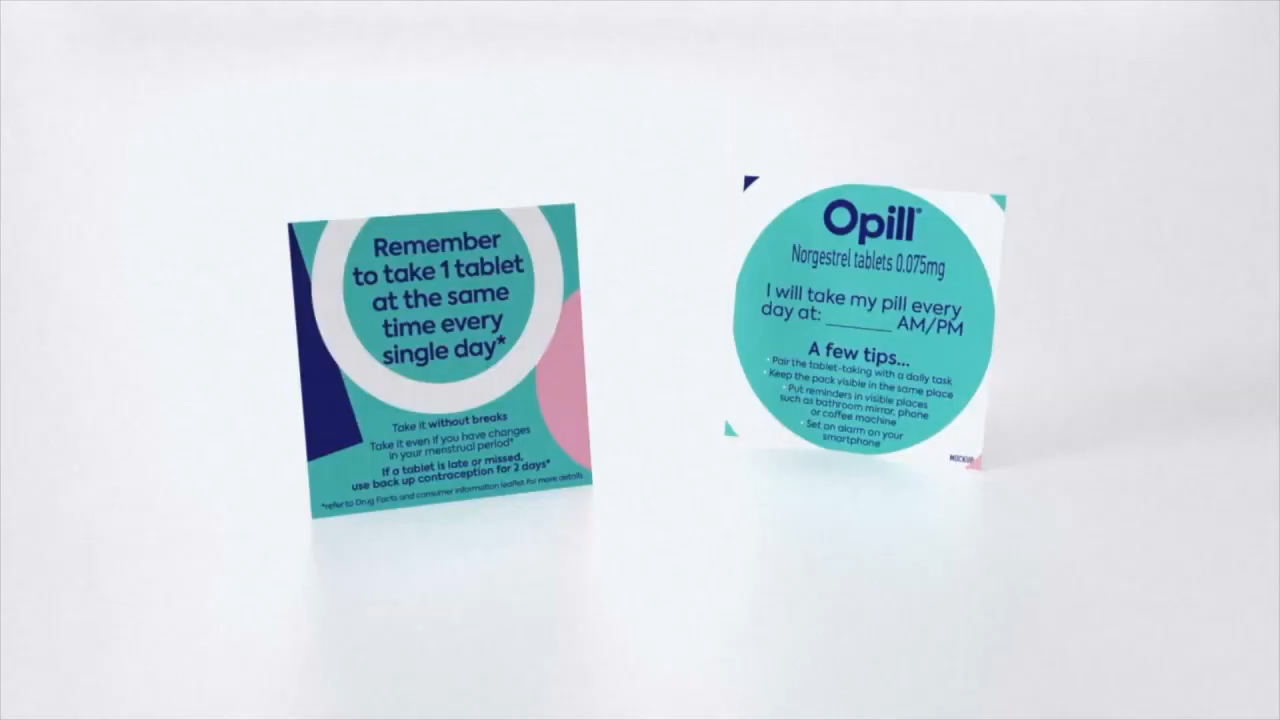 Remember
to take 1 tablet
at the same
time every
single day*
Take it without breaks
Take it even if you have changes
in your menstrual period*
If a tablet is late or missed,
use back up contraception for 2 days*
*refer to Drug Facts and consumer information leaflet for more details
Opill®
Norgestrel tablets 0.075mg
I will take my pill every
day at: ______ AM/PM
A few tips...
• Pair the tablet-taking with a daily task
• Keep the pack visible in the same place
• Put reminders in visible places
such as bathroom mirror, phone
or coffee machine
• Set an alarm on your
smartphone
MOCKUP